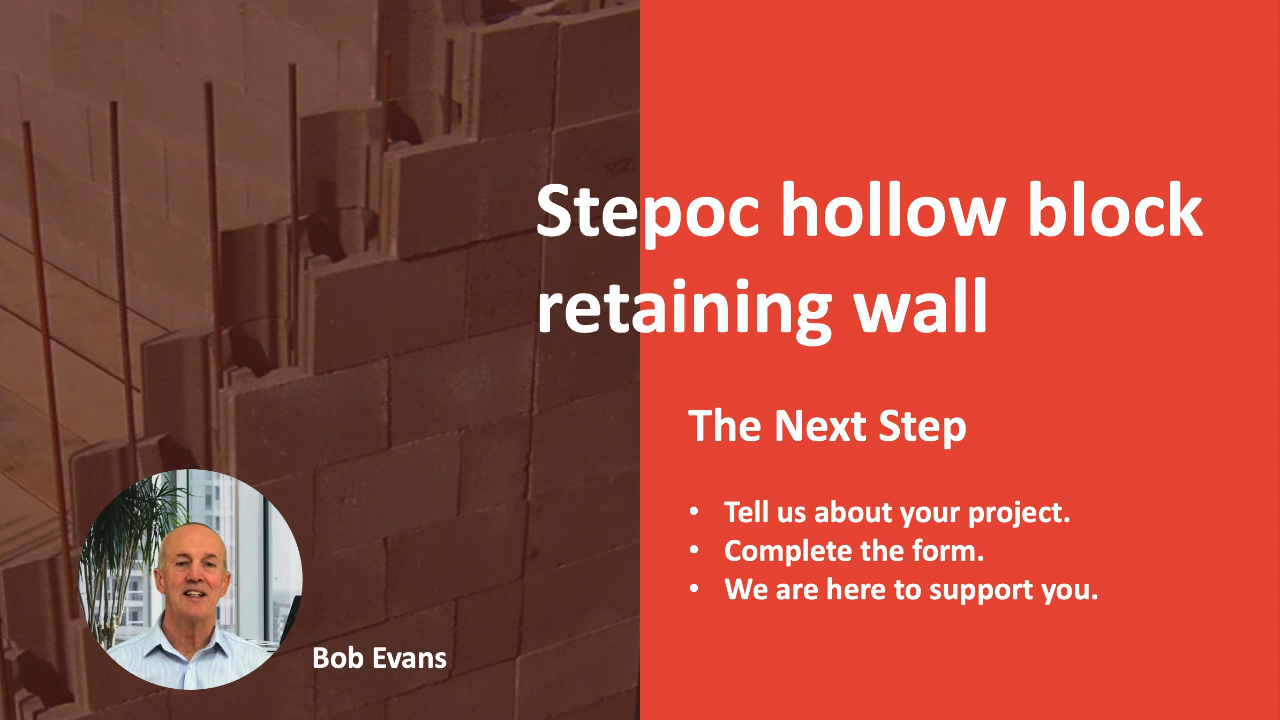 Stepoc hollow block
retaining wall
The Next Step
• Tell us about your project.
• Complete the form.
• We are here to support you.
Bob Evans